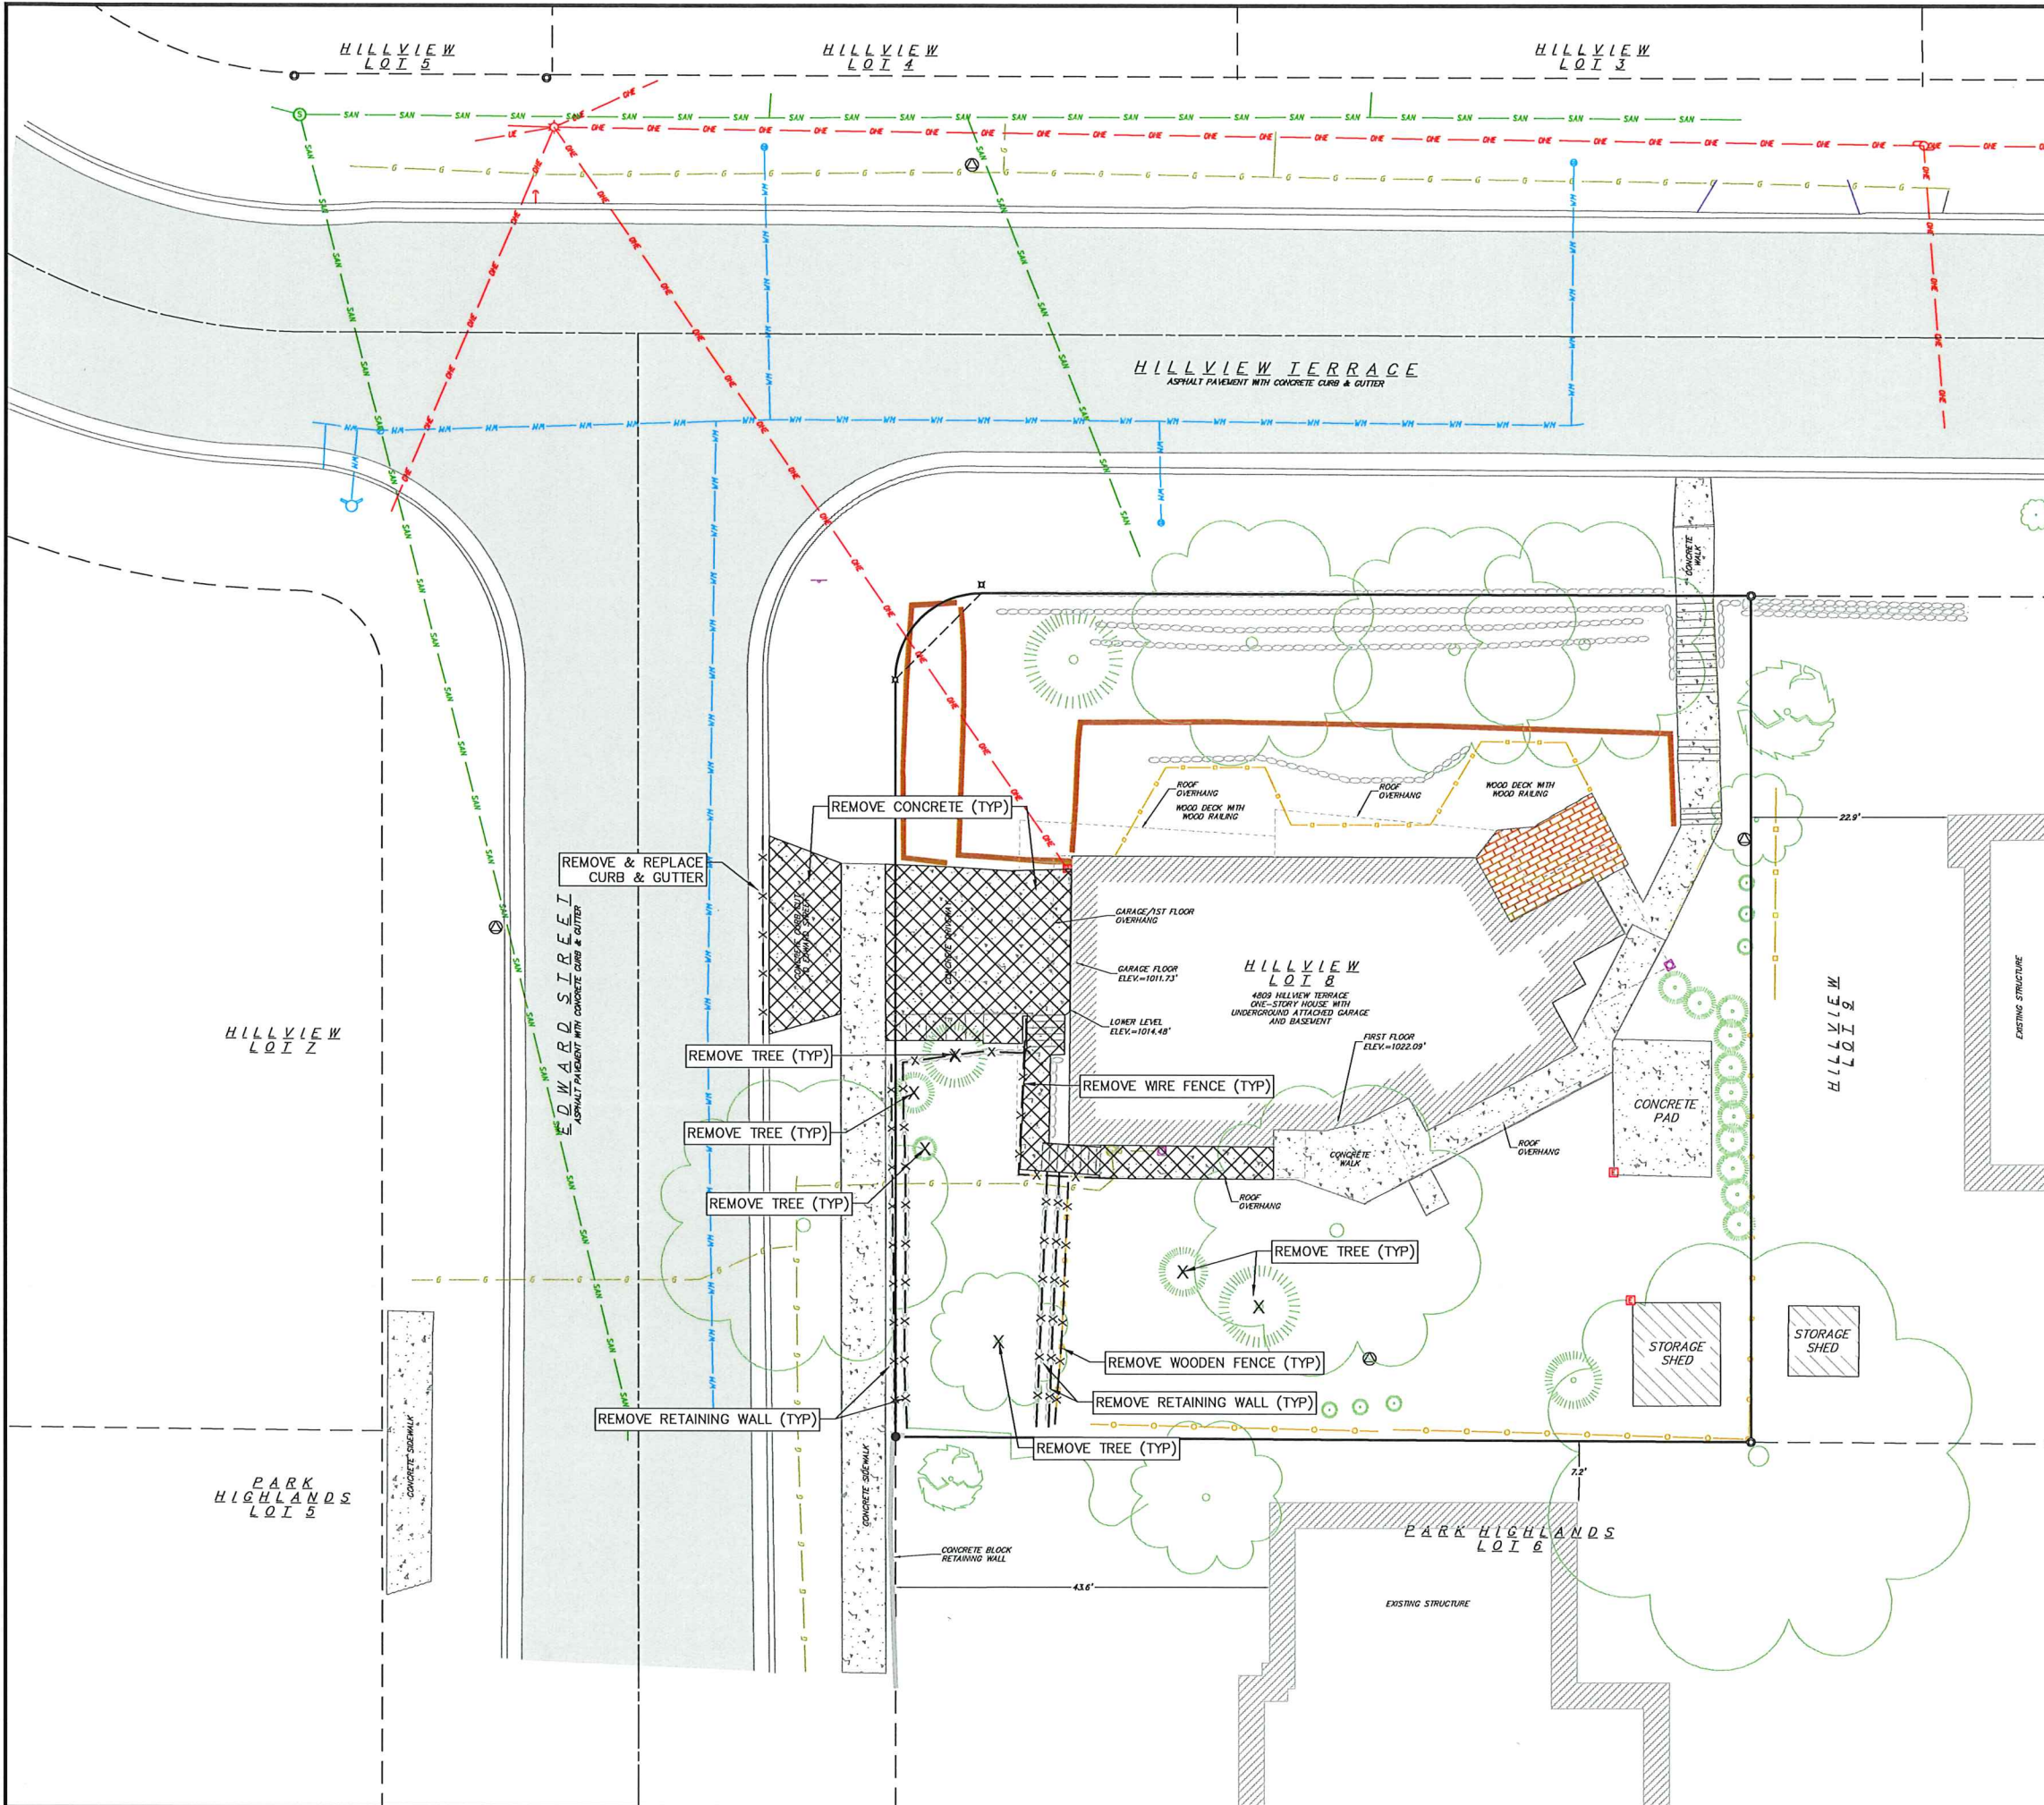 HILLVIEW
LOT 5
HILLVIEW
LOT 4
HILLVIEW
LOT 3
HILLVIEW TERRACE
ASPHALT PAVEMENT WITH CONCRETE CURB & GUTTER
CONCRETE
WALK
ROOF
OVERHANG
WOOD DECK WITH
WOOD RAILING
ROOF
OVERHANG
WOOD DECK WITH
WOOD RAILING
22.9'
REMOVE CONCRETE (TYP)
REMOVE & REPLACE
CURB & GUTTER
EDWARD STREET
ASPHALT PAVEMENT WITH CONCRETE CURB & GUTTER
CONCRETE DRIVEWAY
GARAGE/1ST FLOOR
OVERHANG
GARAGE FLOOR
ELEV.=1011.73'
LOWER LEVEL
ELEV.=1014.48'
HILLVIEW
LOT 8
4809 HILLVIEW TERRACE
ONE-STORY HOUSE WITH
UNDERGROUND ATTACHED GARAGE
AND BASEMENT
FIRST FLOOR
ELEV.=1022.09'
HILLVIEW
LOT 9
EXISTING STRUCTURE
HILLVIEW
LOT 7
REMOVE TREE (TYP)
REMOVE WIRE FENCE (TYP)
REMOVE TREE (TYP)
CONCRETE
PAD
CONCRETE
WALK
ROOF
OVERHANG
REMOVE TREE (TYP)
ROOF
OVERHANG
REMOVE TREE (TYP)
STORAGE
SHED
STORAGE
SHED
REMOVE WOODEN FENCE (TYP)
REMOVE RETAINING WALL (TYP)
REMOVE RETAINING WALL (TYP)
REMOVE TREE (TYP)
CONCRETE SIDEWALK
CONCRETE SIDEWALK
7.2'
PARK
HIGHLANDS
LOT 5
PARK HIGHLANDS
LOT 6
CONCRETE BLOCK
RETAINING WALL
43.6'
EXISTING STRUCTURE